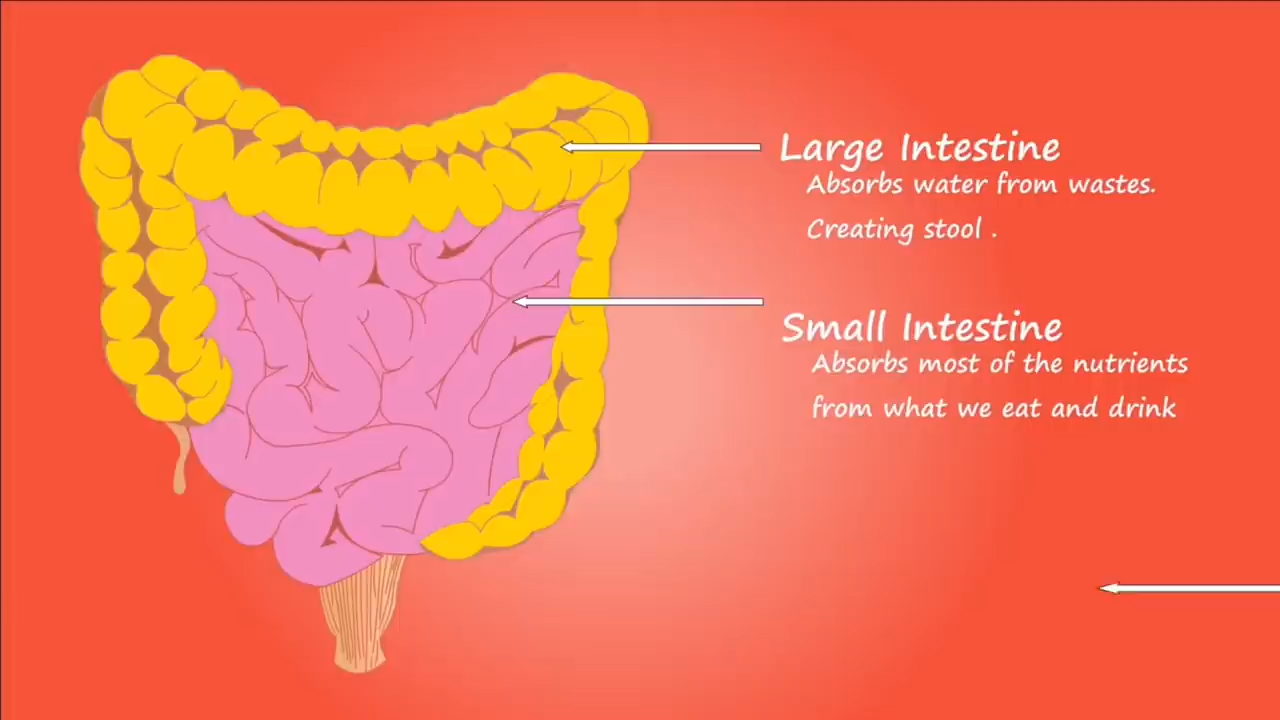 Large Intestine
Absorbs water from wastes.
Creating stool .
Small Intestine
Absorbs most of the nutrients
from what we eat and drink